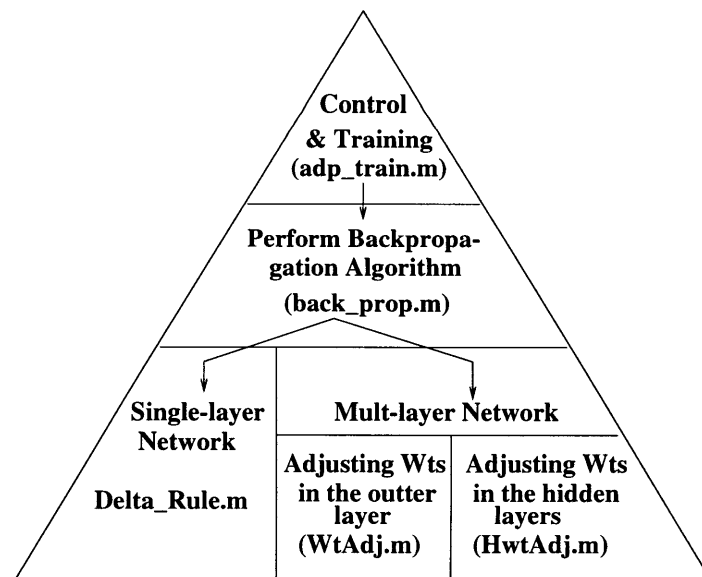 Control
& Training
(adp_train.m)
Perform Backpropa-
gation Algorithm
(back_prop.m)
Single-layer
Network
Delta_Rule.m
Mult-layer Network
Adjusting Wts
in the outter
layer
(WtAdj.m)
Adjusting Wts
in the hidden
layers
(HwtAdj.m)